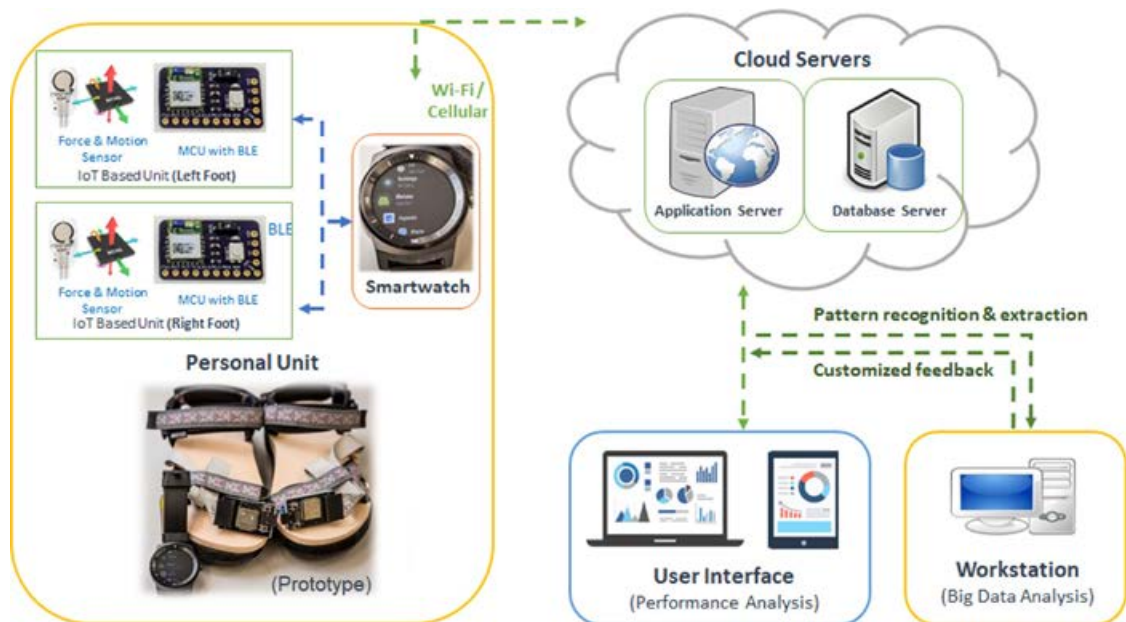 Wi-Fi /
Cellular
Force & Motion
Sensor
MCU with BLE
IoT Based Unit (Left Foot)
BLE
Force & Motion
Sensor
MCU with BLE
IoT Based Unit (Right Foot)
Settings
Smartwatch
Personal Unit
(Prototype)
Cloud Servers
Application Server
Database Server
Pattern recognition & extraction
Customized feedback
User Interface
(Performance Analysis)
Workstation
(Big Data Analysis)